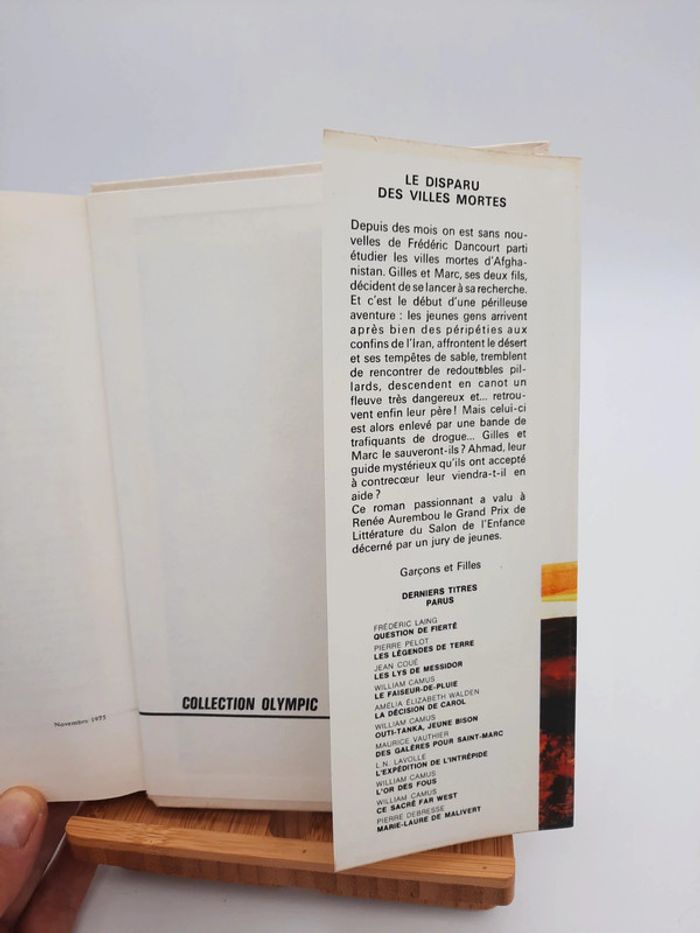 Novembre 1975
COLLECTION OLYMPIC
LE DISPARU
DES VILLES MORTES
Depuis des mois on est sans nou-
velles de Frédéric Dancourt parti
étudier les villes mortes d'Afgha-
nistan. Gilles et Marc, ses deux fils,
décident de se lancer à sa recherche.
Et c'est le début d'une périlleuse
aventure : les jeunes gens arrivent
après bien des péripéties aux
confins de l'Iran, affrontent le désert
et ses tempêtes de sable, tremblent
de rencontrer de redoutables pil-
lards, descendent en canot un
fleuve très dangereux et... retrou-
vent enfin leur père! Mais celui-ci
est alors enlevé par une bande de
trafiquants de drogue... Gilles et
Marc le sauveront-ils? Ahmad, leur
guide mystérieux qu'ils ont accepté
à contrecœur leur viendra-t-il en
aide ?
Ce roman passionnant a valu à
Renée Aurembou le Grand Prix de
Littérature du Salon de l'Enfance
décerné par un jury de jeunes.
Garçons et Filles
DERNIERS TITRES
PARUS
FRÉDÉRIC LAING
QUESTION DE FIERTÉ
PIERRE PELOT
LES LÉGENDES DE TERRE
JEAN COUÉ
LES LYS DE MESSIDOR
WILLIAM CAMUS
LE FAISEUR-DE-PLUIE
AMÉLIA ÉLIZABETH WALDEN
LA DÉCISION DE CAROL
WILLIAM CAMUS
OUTI-TANKA, JEUNE BISON
MAURICE VAUTHIER
DES GALÈRES POUR SAINT-MARC
L.N. LAVOLLE
L'EXPÉDITION DE L'INTRÉPIDE
WILLIAM CAMUS
L'OR DES FOUS
WILLIAM CAMUS
CE SACRÉ FAR WEST
PIERRE DEBRESSE
MARIE-LAURE DE MALIVERT